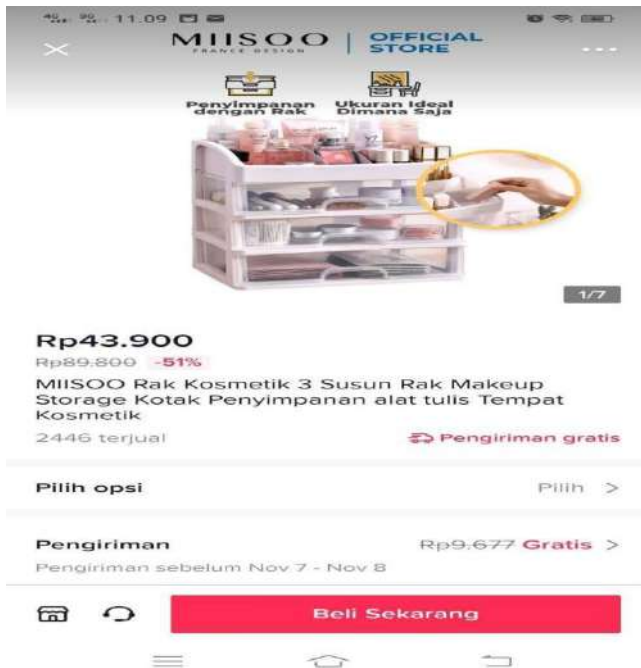 11.09
MIISOO | OFFICIAL STORE
FRANCE DESIGN
Penyimpanan dengan Rak
Ukuran Ideal Dimana Saja
1/7
Rp43.900
Rp89.800 -51%
MIISOO Rak Kosmetik 3 Susun Rak Makeup
Storage Kotak Penyimpanan alat tulis Tempat
Kosmetik
2446 terjual Pengiriman gratis
Pilih opsi Pilih >
Pengiriman Rp9.677 Gratis >
Pengiriman sebelum Nov 7 - Nov 8
Beli Sekarang